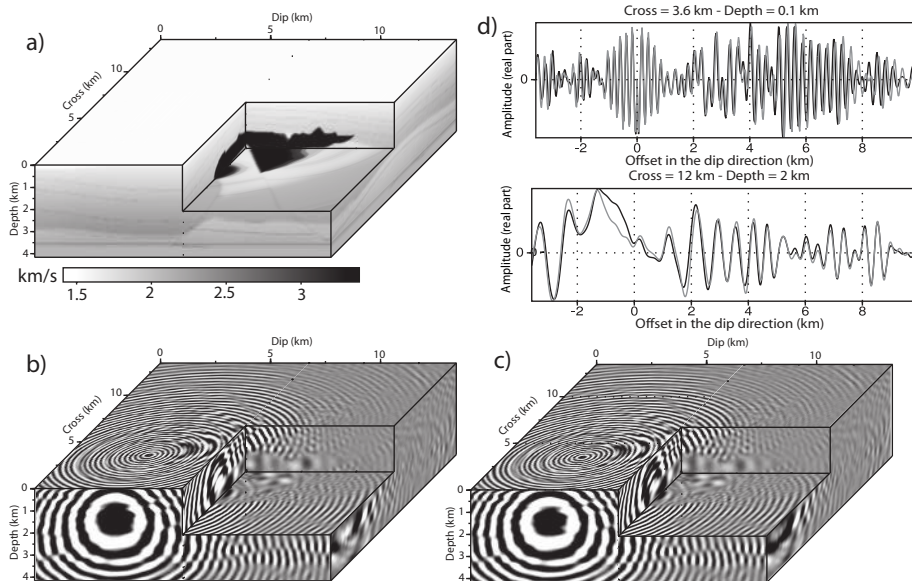 a)
Dip (km)
0 5 10
Cross (km)
10
5
0
1
2
3
4
Depth (km)
km/s
1.5 2 2.5 3
d)
Cross = 3.6 km - Depth = 0.1 km
Amplitude (real part)
0
-2 0 2 4 6 8
Offset in the dip direction (km)
Cross = 12 km - Depth = 2 km
Amplitude (real part)
0
-2 0 2 4 6 8
Offset in the dip direction (km)
b)
Dip (km)
0 5 10
Cross (km)
10
5
0
1
2
3
4
Depth (km)
c)
Dip (km)
0 5 10
Cross (km)
10
5
0
1
2
3
4
Depth (km)